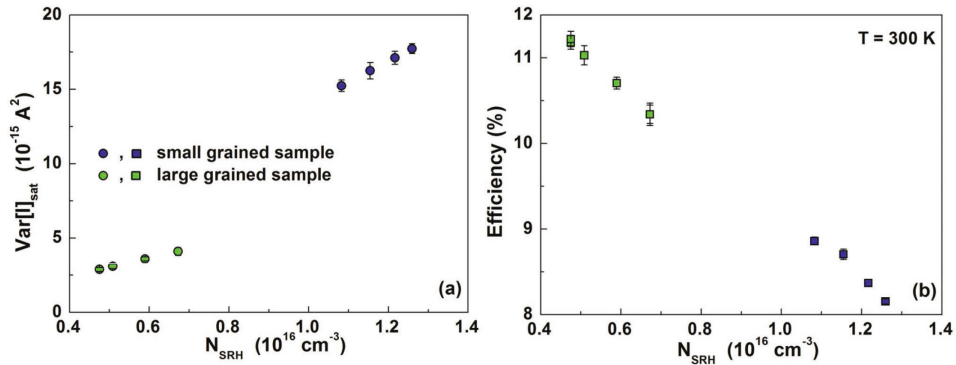 20
15
10
5
0
Var[I]sat (10⁻¹⁵ A²)
, small grained sample
, large grained sample
(a)
0.4 0.6 0.8 1.0 1.2 1.4
N_SRH (10¹⁶ cm⁻³)
12
11
10
9
8
Efficiency (%)
T = 300 K
(b)
0.4 0.6 0.8 1.0 1.2 1.4
N_SRH (10¹⁶ cm⁻³)